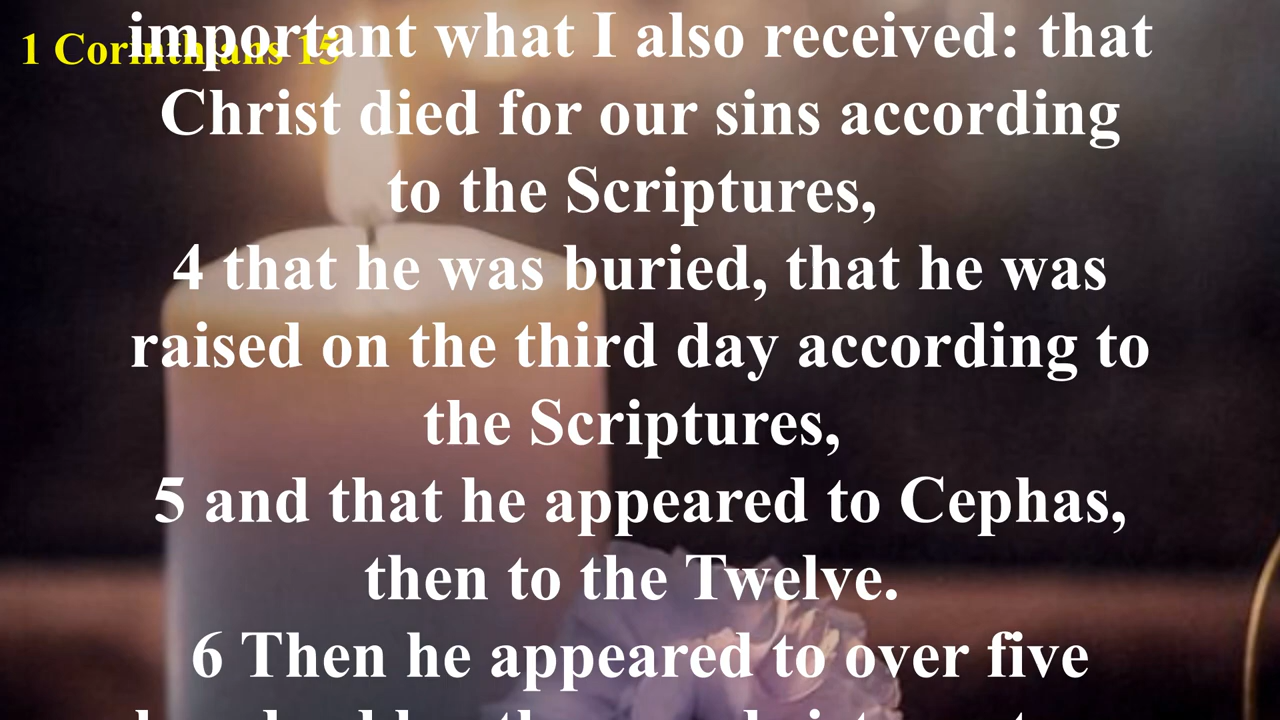 1 Corinthians 15
important what I also received: that
Christ died for our sins according
to the Scriptures,
4 that he was buried, that he was
raised on the third day according to
the Scriptures,
5 and that he appeared to Cephas,
then to the Twelve.
6 Then he appeared to over five